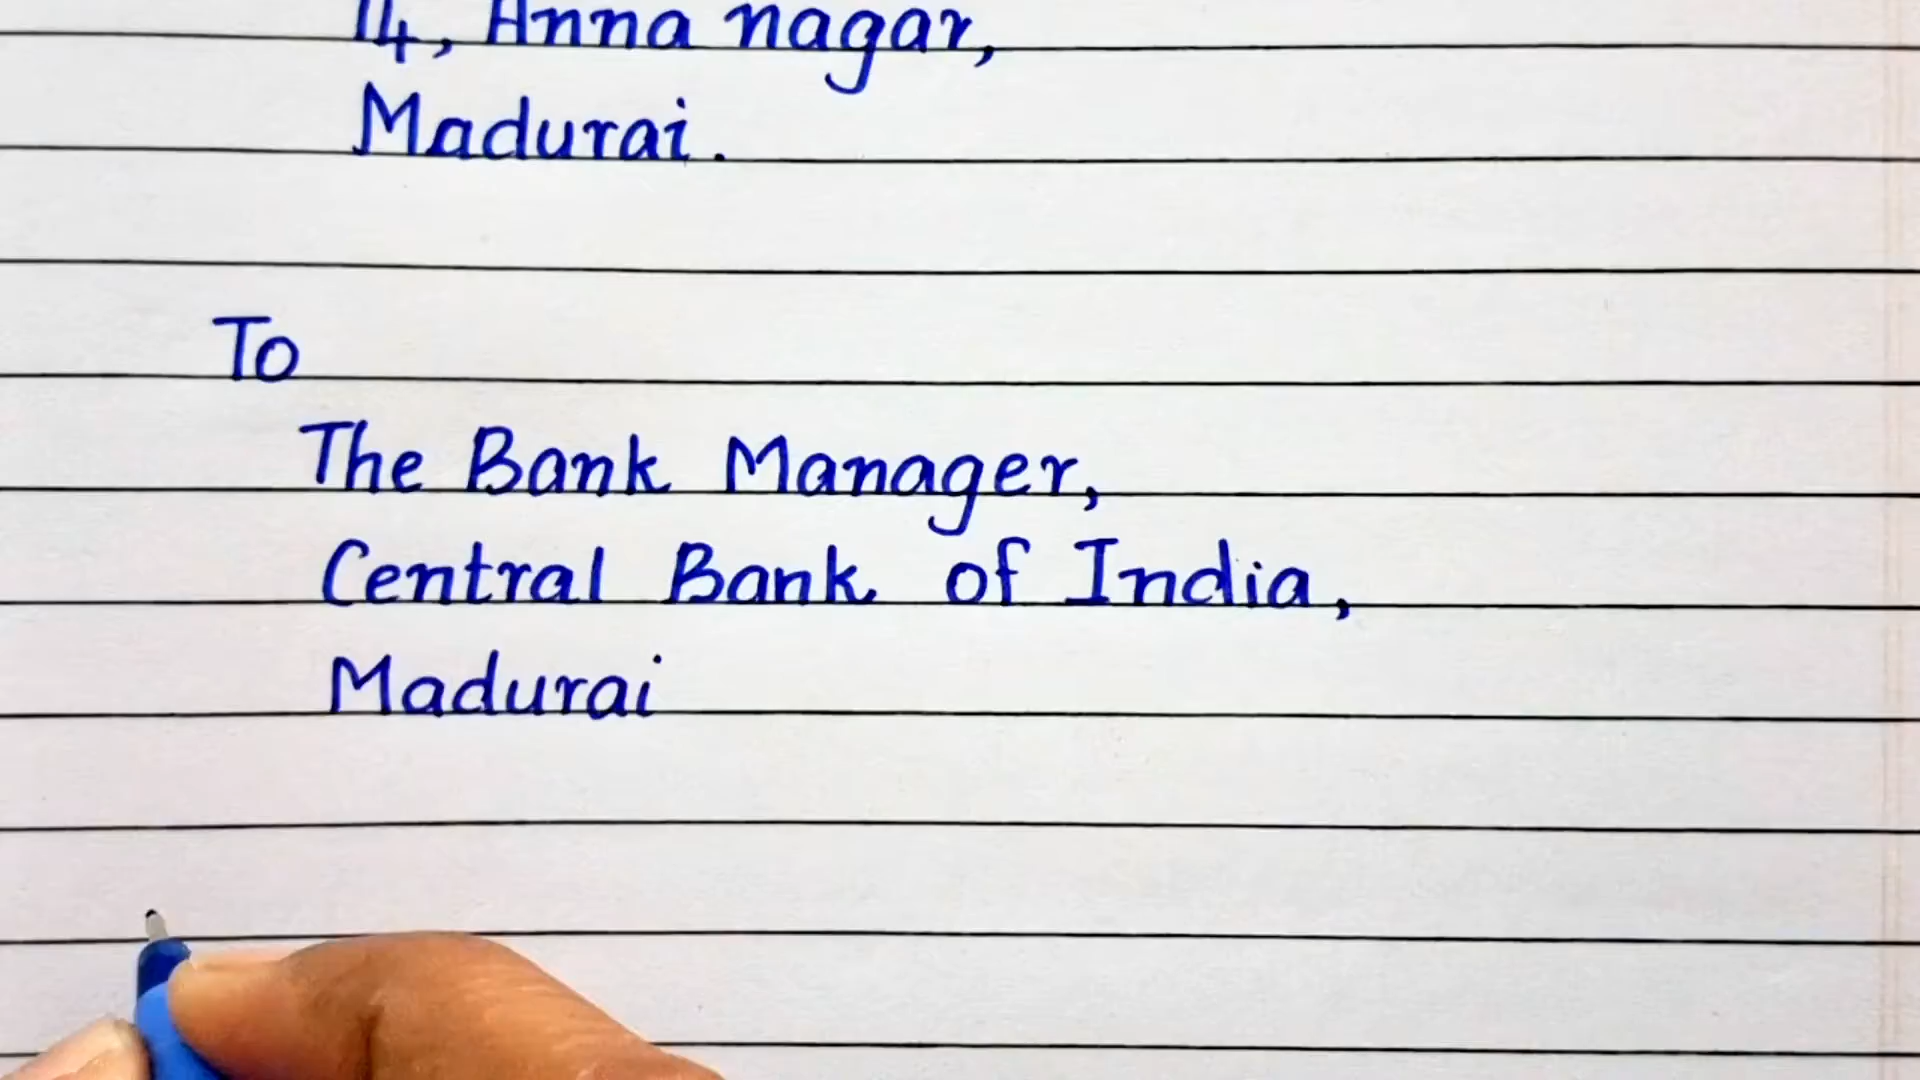 14, Anna nagar,
Madurai.
To
The Bank Manager,
Central Bank of India,
Madurai